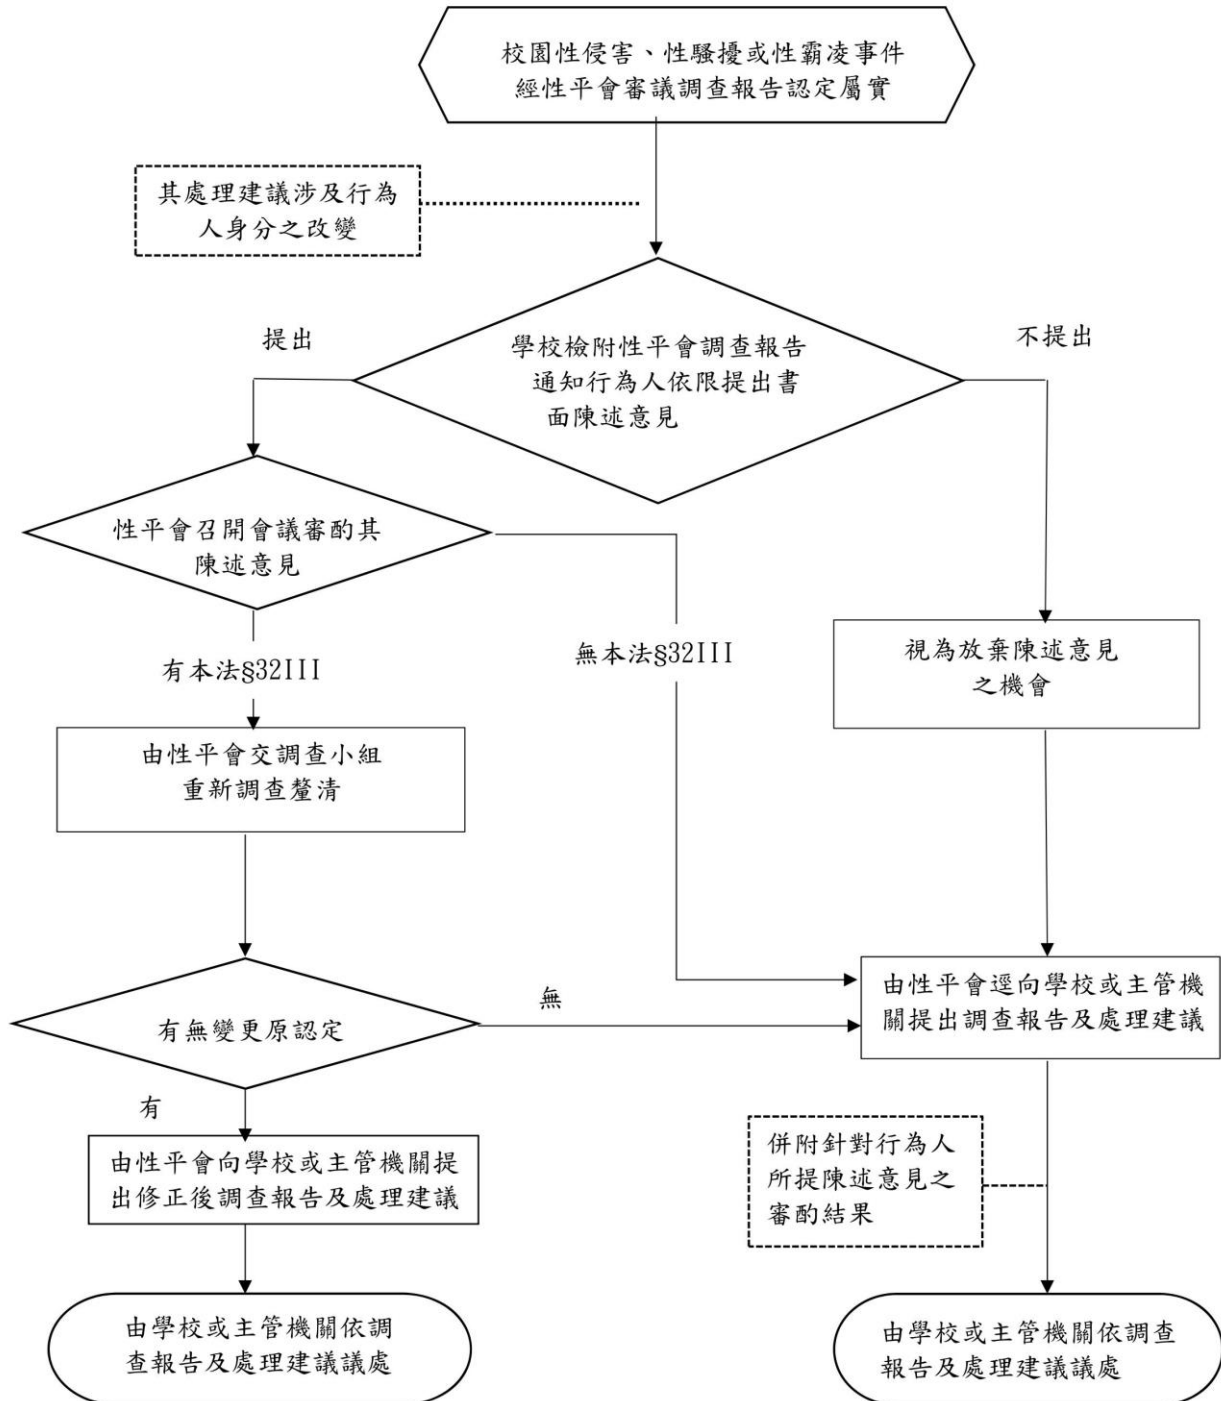 校園性侵害、性騷擾或性霸凌事件
經性平會審議調查報告認定屬實
其處理建議涉及行為
人身分之改變
提出
不提出
學校檢附性平會調查報告
通知行為人依限提出書
面陳述意見
性平會召開會議審酌其
陳述意見
有本法§32III
無本法§32III
視為放棄陳述意見
之機會
由性平會交調查小組
重新調查釐清
有無變更原認定
無
由性平會逕向學校或主管機
關提出調查報告及處理建議
有
由性平會向學校或主管機關提
出修正後調查報告及處理建議
併附針對行為人
所提陳述意見之
審酌結果
由學校或主管機關依調
查報告及處理建議議處
由學校或主管機關依調查
報告及處理建議議處